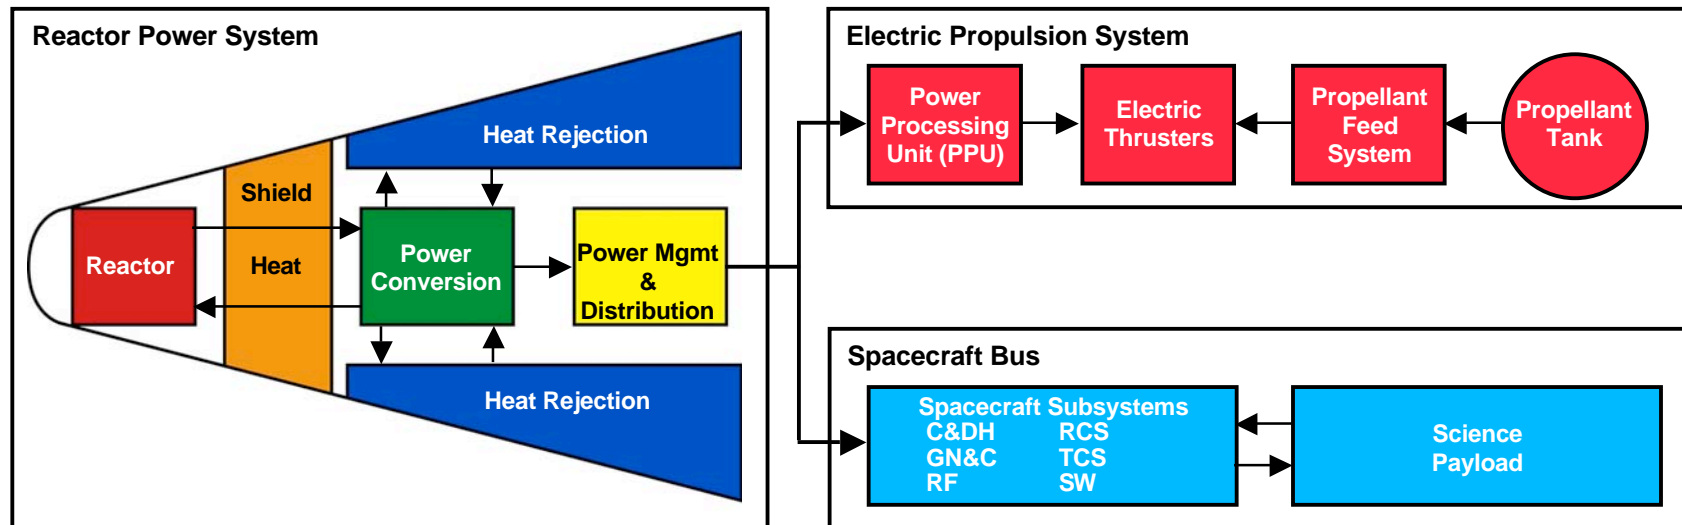 Reactor Power System
Heat Rejection
Shield
Heat
Reactor
Power
Conversion
Power Mgmt
&
Distribution
Heat Rejection
Electric Propulsion System
Power
Processing
Unit (PPU)
Electric
Thrusters
Propellant
Feed
System
Propellant
Tank
Spacecraft Bus
Spacecraft Subsystems
C&DH RCS
GN&C TCS
RF SW
Science
Payload